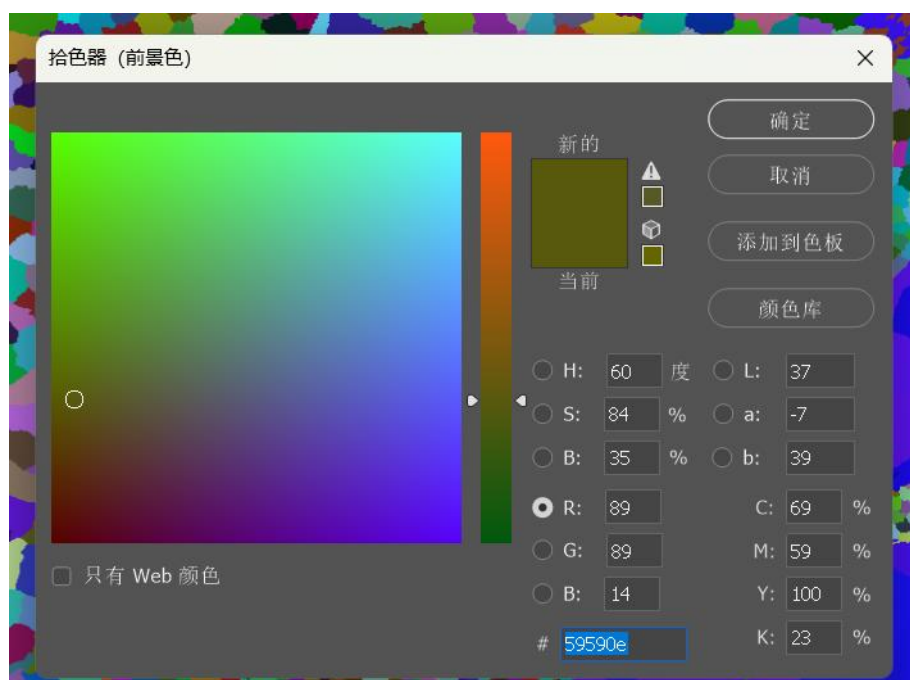 拾色器 (前景色)
新的
当前
确定
取消
添加到色板
颜色库
H: 60 度 L: 37
S: 84 % a: -7
B: 35 % b: 39
R: 89 C: 69 %
G: 89 M: 59 %
B: 14 Y: 100 %
# 59590e K: 23 %
只有 Web 颜色